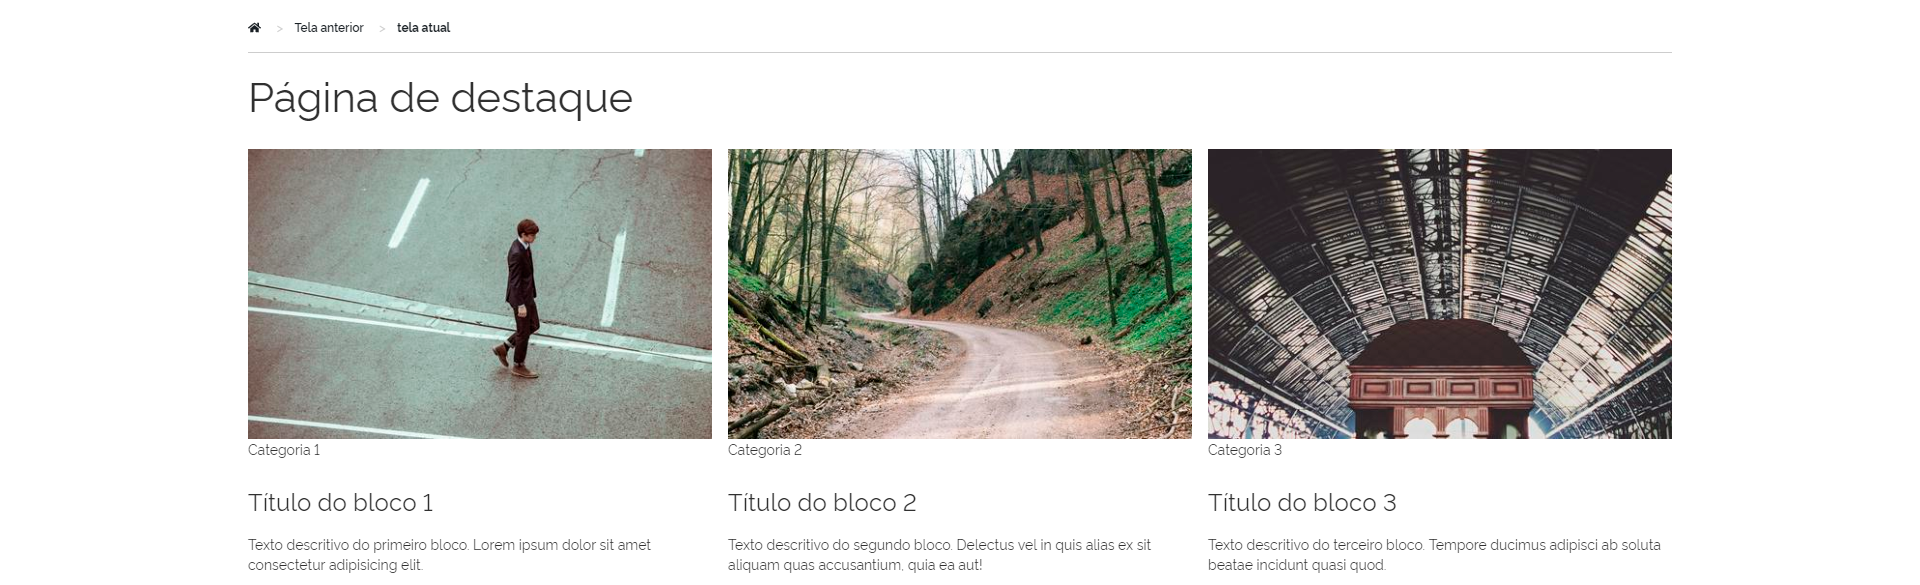 > Tela anterior > tela atual
Página de destaque
Categoria 1
Título do bloco 1
Texto descritivo do primeiro bloco. Lorem ipsum dolor sit amet
consectetur adipisicing elit.
Categoria 2
Título do bloco 2
Texto descritivo do segundo bloco. Delectus vel in quis alias ex sit
aliquam quas accusantium, quia ea aut!
Categoria 3
Título do bloco 3
Texto descritivo do terceiro bloco. Tempore ducimus adipisci ab soluta
beatae incidunt quasi quod.